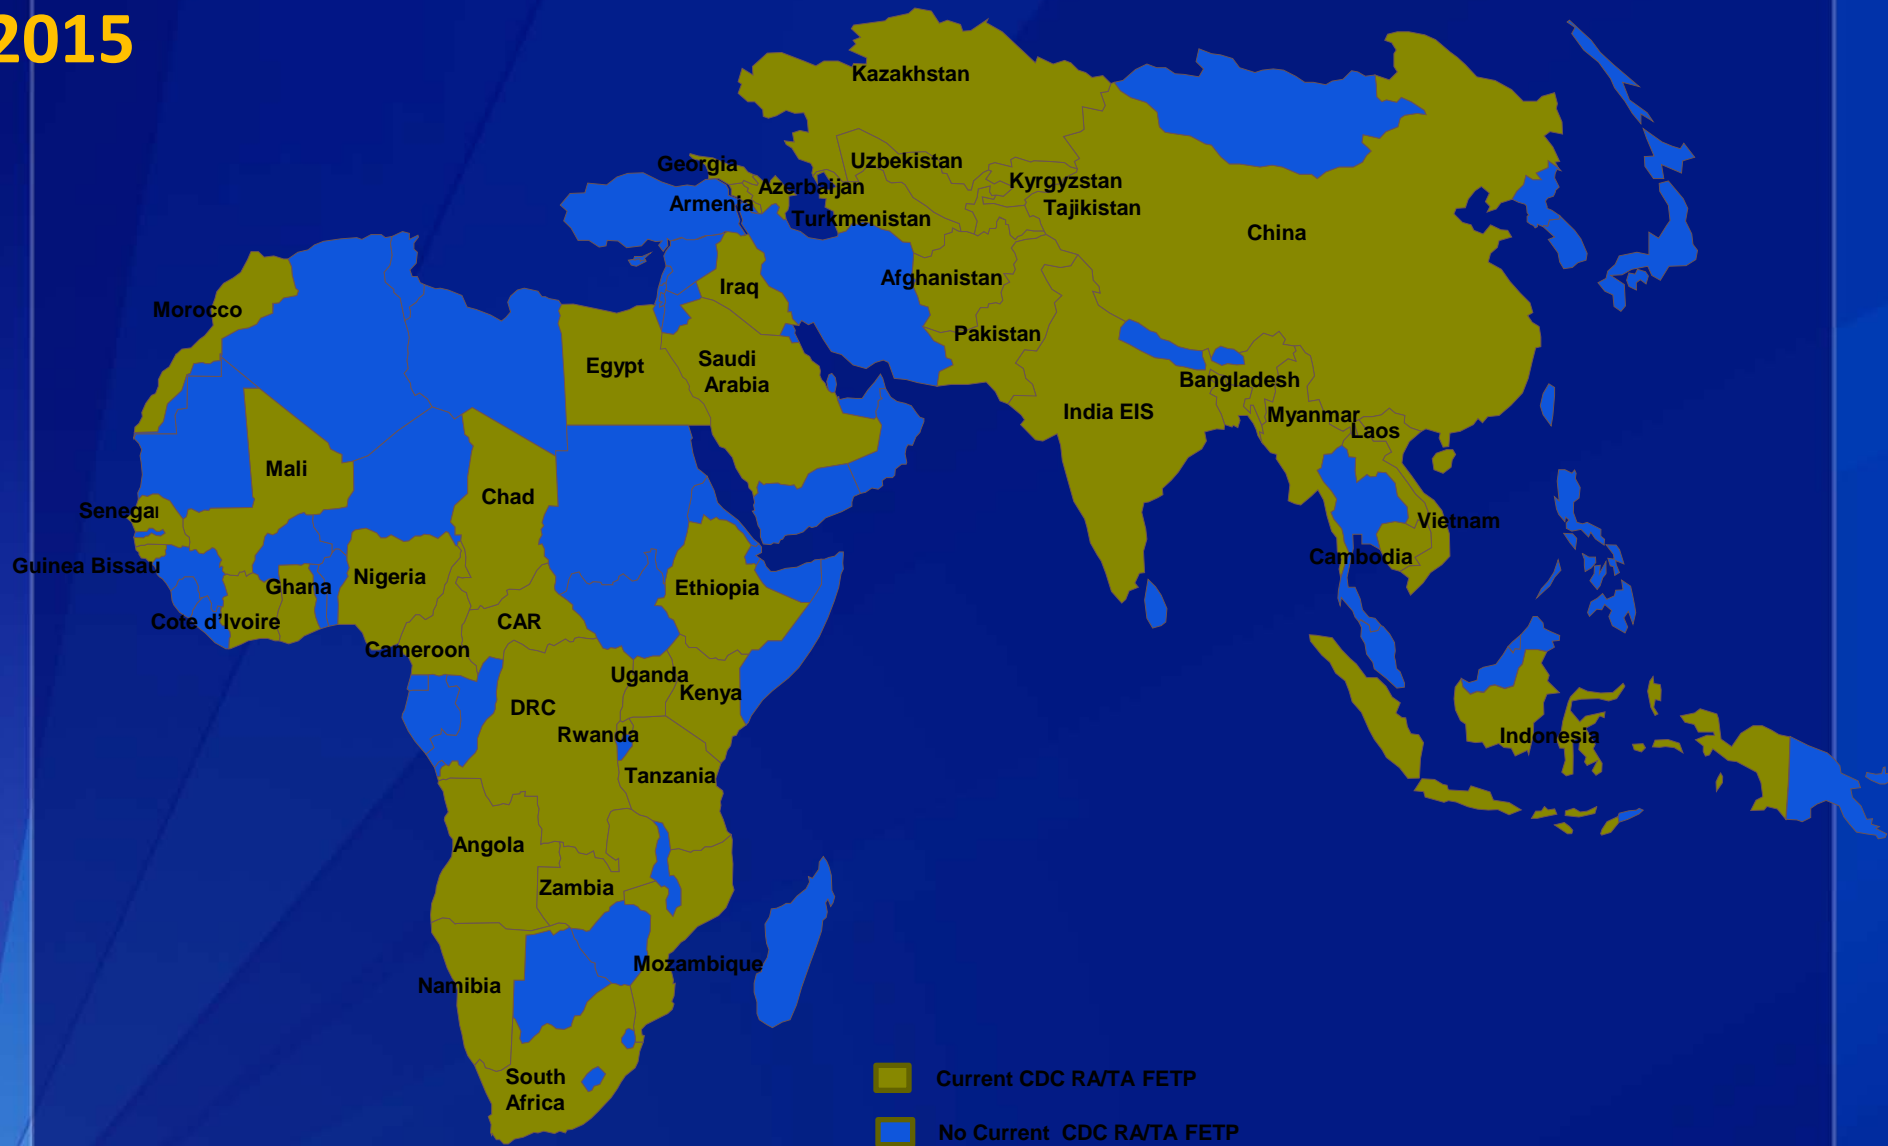 2015
Kazakhstan
Georgia
Uzbekistan
Azerbaijan
Kyrgyzstan
Armenia
Tajikistan
Turkmenistan
China
Afghanistan
Iraq
Morocco
Pakistan
Egypt
Saudi
Arabia
Bangladesh
India EIS
Myanmar
Laos
Mali
Chad
Senegal
Vietnam
Cambodia
Guinea Bissau
Nigeria
Ghana
Ethiopia
Cote d’Ivoire
CAR
Cameroon
Uganda
Kenya
DRC
Rwanda
Indonesia
Tanzania
Angola
Zambia
Mozambique
Namibia
South
Africa
Current CDC RA/TA FETP
No Current CDC RA/TA FETP